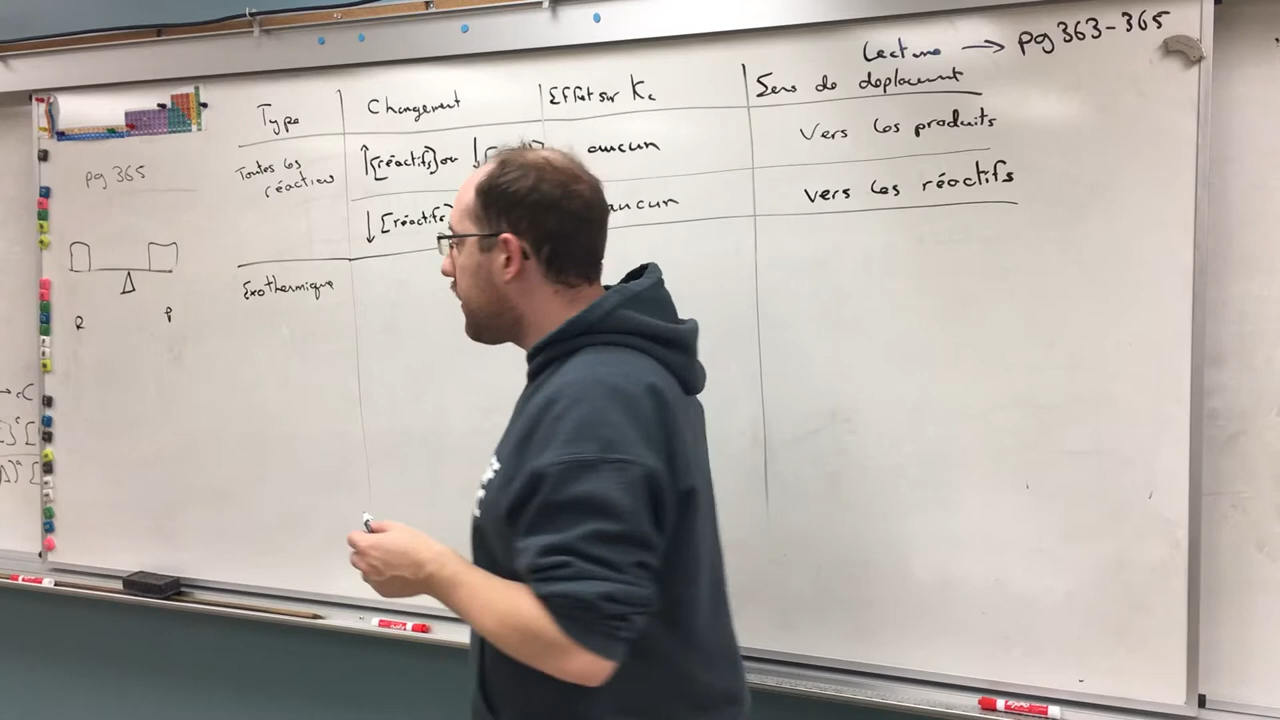 Lecture → pg 363-365
Type
Changement
Effet sur Kc
Sens de deplacement
pg 365
Toutes les réaction
↑[réactifs] ou ↓[
aucun
vers les produits
↓[réactifs]
aucun
vers les réactifs
Exothermique
R
P